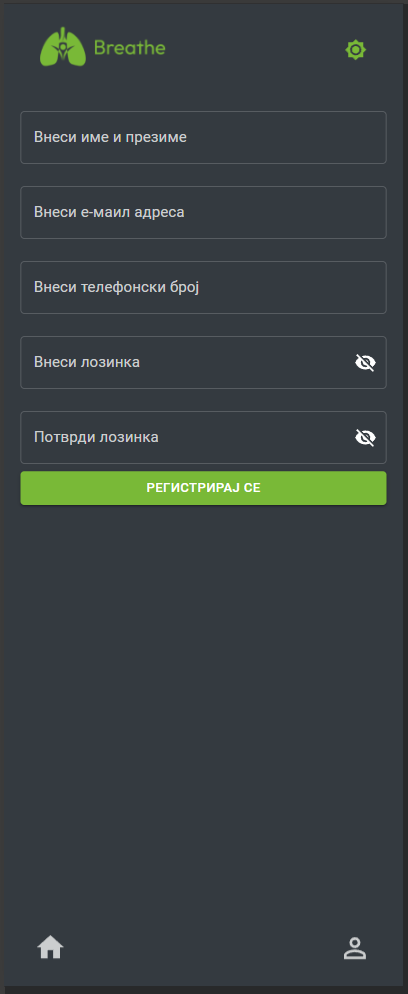 Breathe
Внеси име и презиме
Внеси е-маил адреса
Внеси телефонски број
Внеси лозинка
Потврди лозинка
РЕГИСТРИРАЈ СЕ